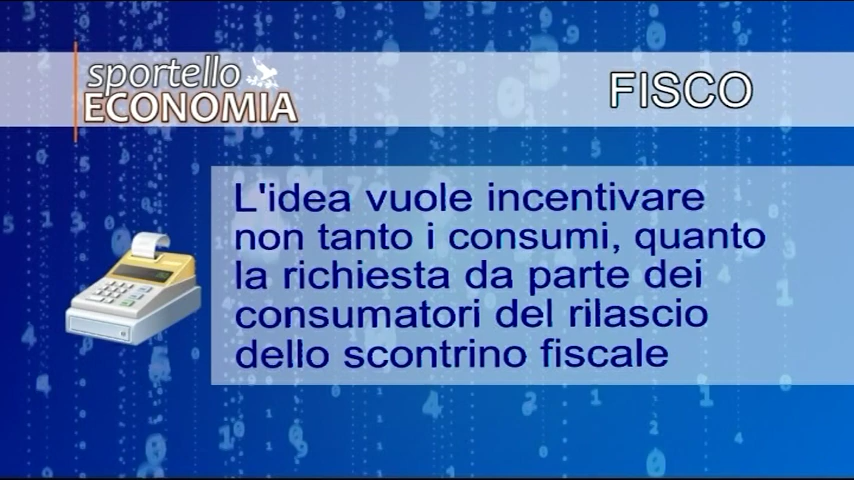 sportello
ECONOMIA
FISCO
L'idea vuole incentivare
non tanto i consumi, quanto
la richiesta da parte dei
consumatori del rilascio
dello scontrino fiscale